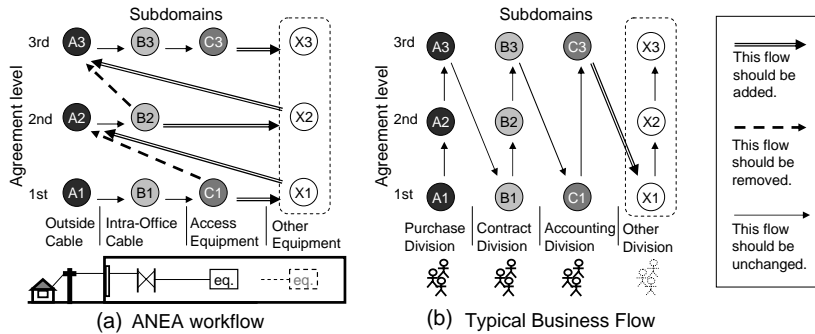 Subdomains
Agreement level
3rd
A3
B3
C3
X3
2nd
A2
B2
X2
1st
A1
B1
C1
X1
Outside
Cable
Intra-Office
Cable
Access
Equipment
Other
Equipment
eq.
eq.
(a) ANEA workflow
Subdomains
Agreement level
3rd
A3
B3
C3
X3
2nd
A2
B2
X2
1st
A1
B1
C1
X1
Purchase
Division
Contract
Division
Accounting
Division
Other
Division
(b) Typical Business Flow
This flow
should be
added.
This flow
should be
removed.
This flow
should be
unchanged.